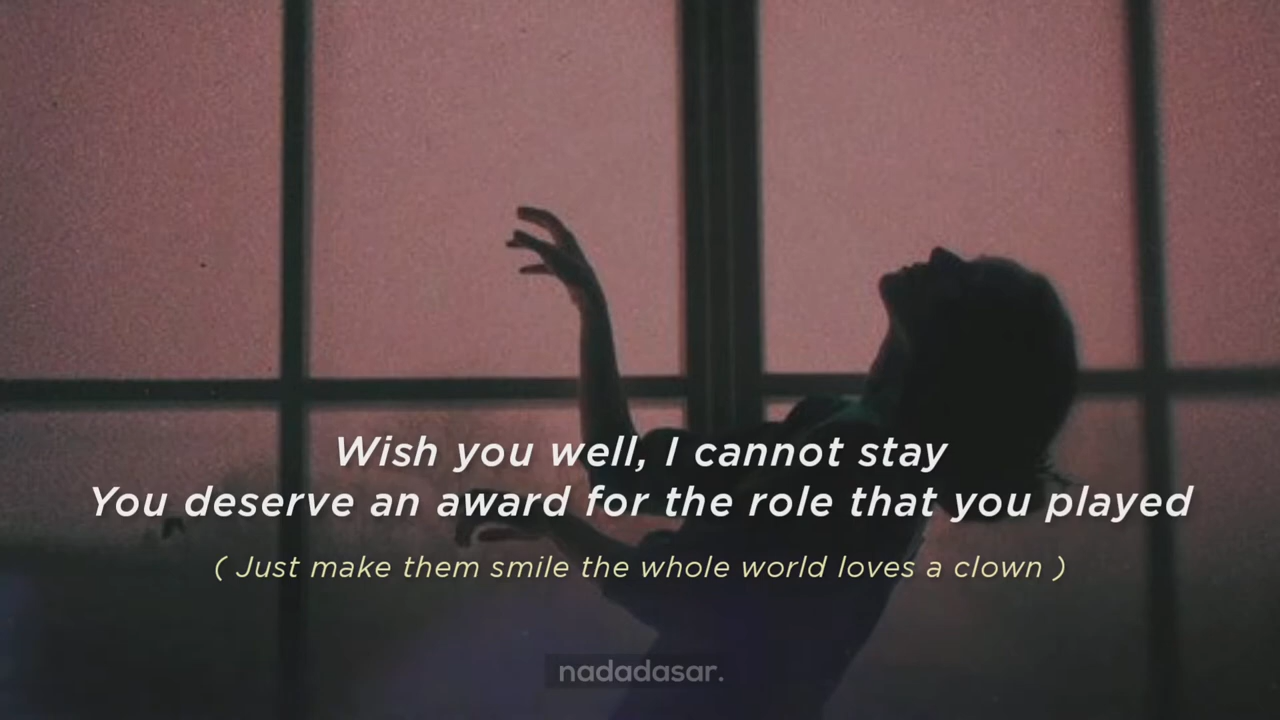 Wish you well, I cannot stay
You deserve an award for the role that you played
( Just make them smile the whole world loves a clown )
nadadasar.